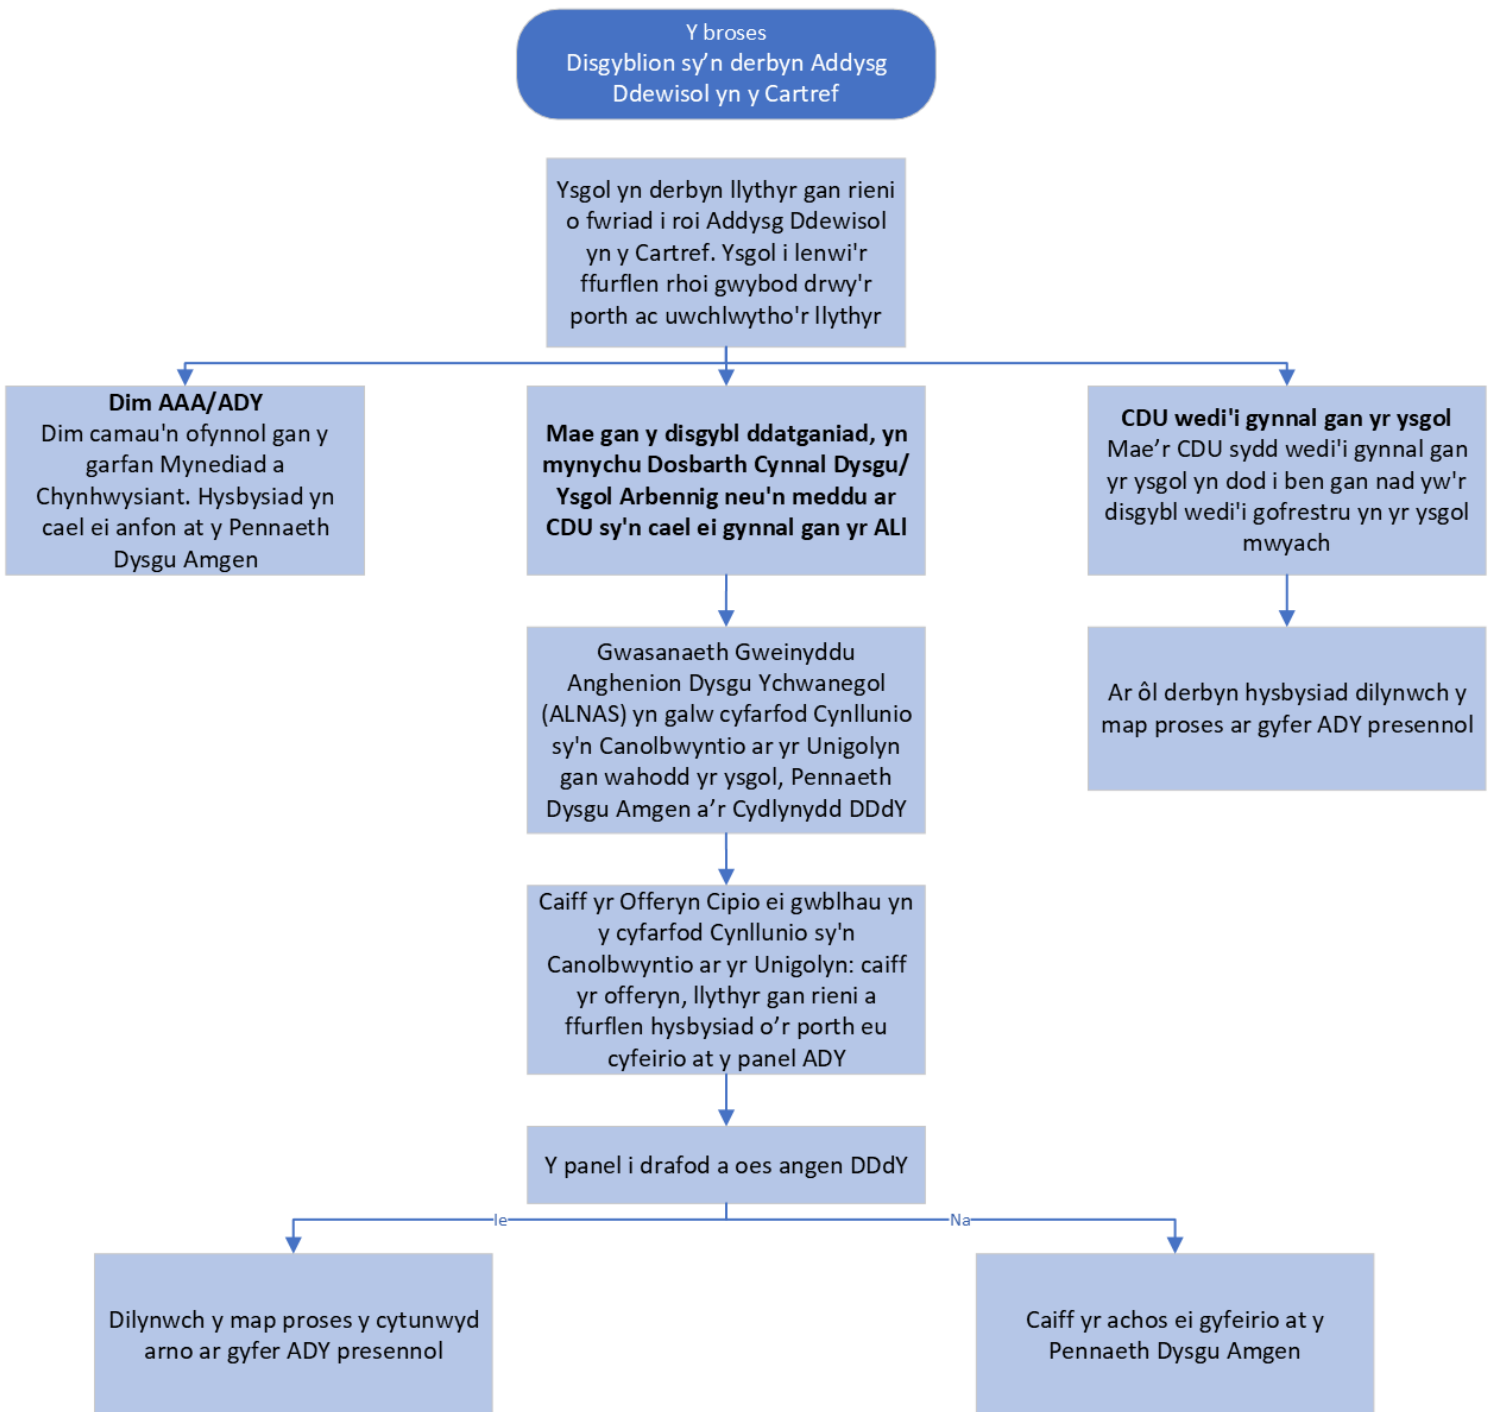 Y broses
Disgyblion sy’n derbyn Addysg
Ddewisol yn y Cartref
Ysgol yn derbyn llythyr gan rieni
o fwriad i roi Addysg Ddewisol
yn y Cartref. Ysgol i lenwi'r
ffurflen rhoi gwybod drwy'r
porth ac uwchlwytho'r llythyr
Dim AAA/ADY
Dim camau'n ofynnol gan y
garfan Mynediad a
Chynhwysiant. Hysbysiad yn
cael ei anfon at y Pennaeth
Dysgu Amgen
Mae gan y disgybl ddatganiad, yn
mynychu Dosbarth Cynnal Dysgu/
Ysgol Arbennig neu'n meddu ar
CDU sy'n cael ei gynnal gan yr ALl
CDU wedi'i gynnal gan yr ysgol
Mae’r CDU sydd wedi'i gynnal gan
yr ysgol yn dod i ben gan nad yw'r
disgybl wedi'i gofrestru yn yr ysgol
mwyach
Gwasanaeth Gweinyddu
Anghenion Dysgu Ychwanegol
(ALNAS) yn galw cyfarfod Cynllunio
sy'n Canolbwyntio ar yr Unigolyn
gan wahodd yr ysgol, Pennaeth
Dysgu Amgen a’r Cydlynydd DDdY
Ar ôl derbyn hysbysiad dilynwch y
map proses ar gyfer ADY presennol
Caiff yr Offeryn Cipio ei gwblhau yn
y cyfarfod Cynllunio sy'n
Canolbwyntio ar yr Unigolyn: caiff
yr offeryn, llythyr gan rieni a
ffurflen hysbysiad o’r porth eu
cyfeirio at y panel ADY
Y panel i drafod a oes angen DDdY
Ie
Na
Dilynwch y map proses y cytunwyd
arno ar gyfer ADY presennol
Caiff yr achos ei gyfeirio at y
Pennaeth Dysgu Amgen